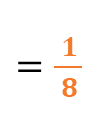 = 1/8